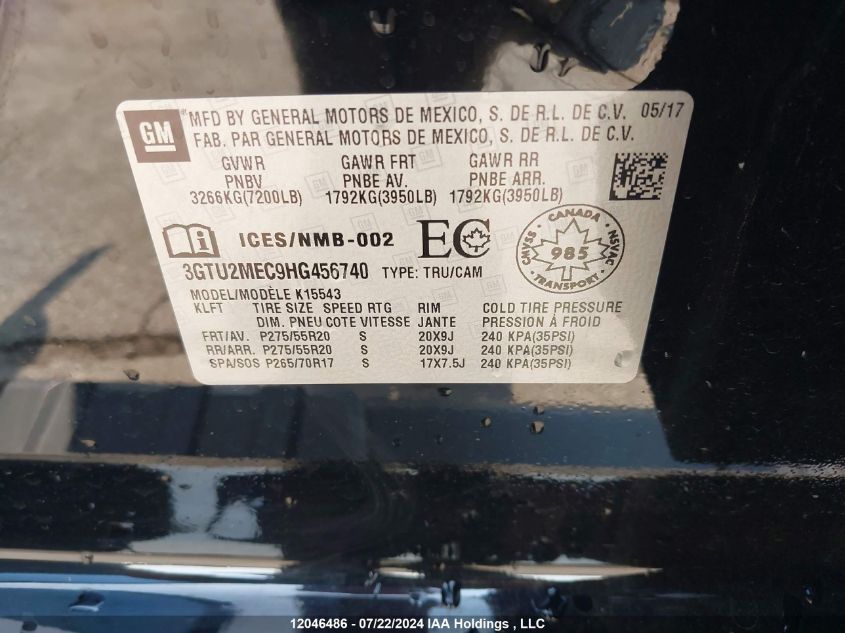 GM
MFD BY GENERAL MOTORS DE MEXICO, S. DE R.L. DE C.V. 05/17
FAB. PAR GENERAL MOTORS DE MEXICO, S. DE R.L. DE C.V.
GVWR GAWR FRT GAWR RR
PNBV PNBE AV. PNBE ARR.
3266KG(7200LB) 1792KG(3950LB) 1792KG(3950LB)
ICES/NMB-002 EC
CANADA
CMVSS 985 NSVAC
TRANSPORT
3GTU2MEC9HG456740 TYPE: TRU/CAM
MODEL/MODÈLE K15543
KLFT TIRE SIZE SPEED RTG RIM COLD TIRE PRESSURE
DIM. PNEU COTE VITESSE JANTE PRESSION À FROID
FRT/AV. P275/55R20 S 20X9J 240 KPA(35PSI)
RR/ARR. P275/55R20 S 20X9J 240 KPA(35PSI)
SPA/SOS P265/70R17 S 17X7.5J 240 KPA(35PSI)
12046486 - 07/22/2024 IAA Holdings , LLC